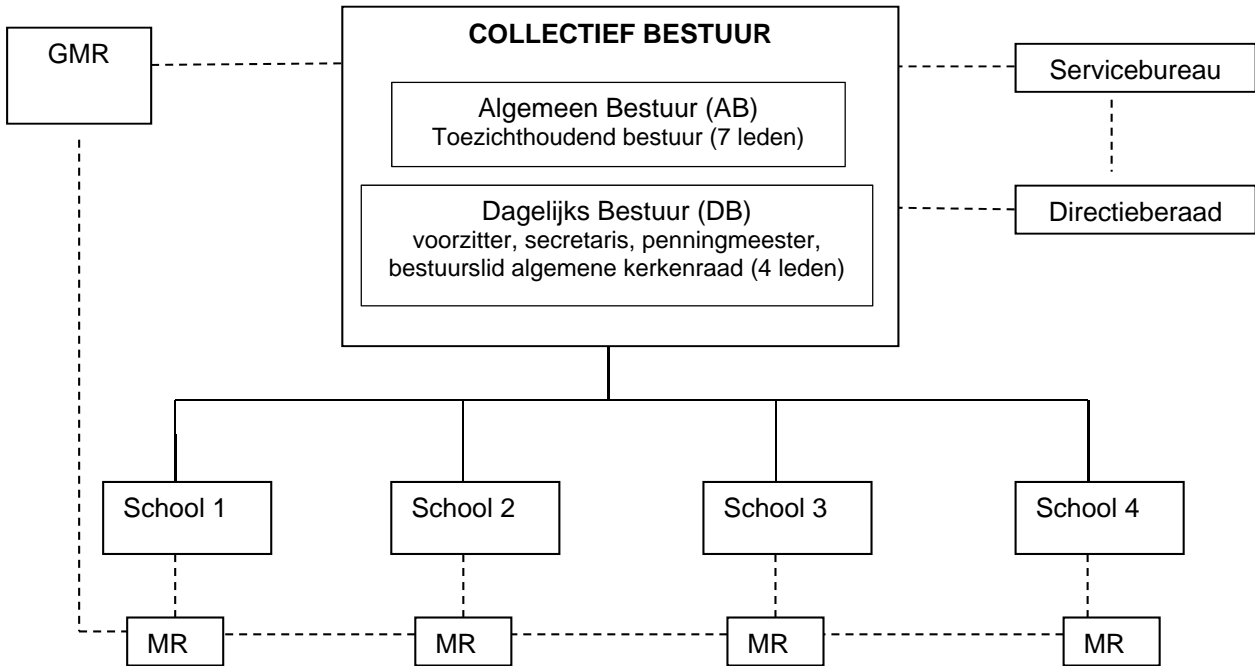 GMR
COLLECTIEF BESTUUR
Algemeen Bestuur (AB)
Toezichthoudend bestuur (7 leden)
Dagelijks Bestuur (DB)
voorzitter, secretaris, penningmeester,
bestuurslid algemene kerkenraad (4 leden)
Servicebureau
Directieberaad
School 1
School 2
School 3
School 4
MR
MR
MR
MR